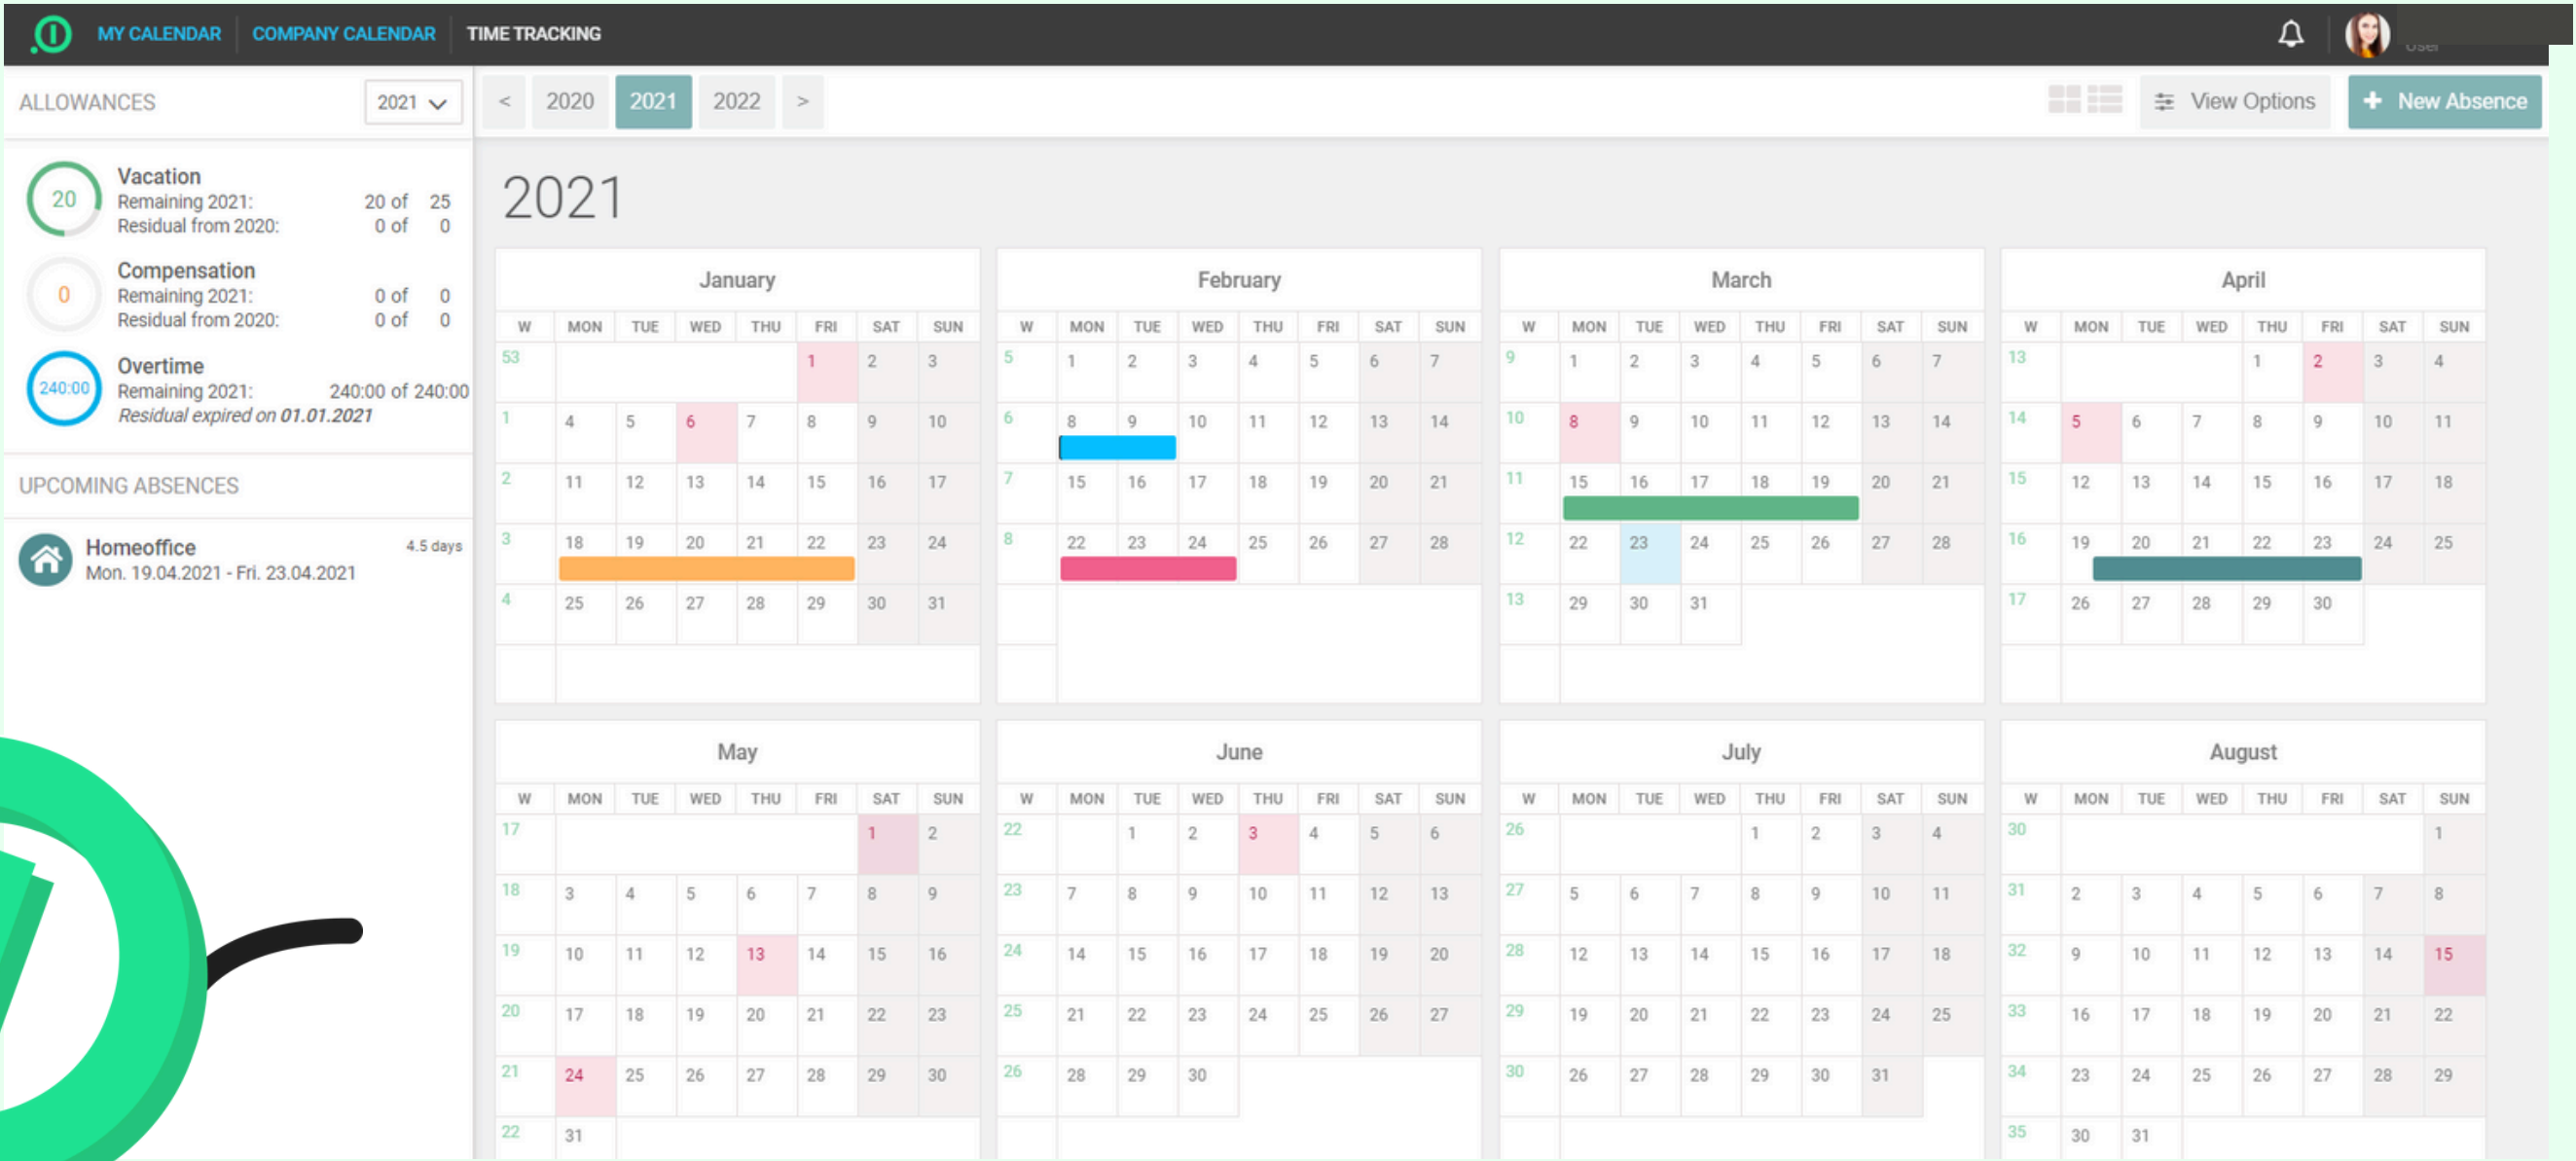 MY CALENDAR COMPANY CALENDAR TIME TRACKING
User
ALLOWANCES 2021
< 2020 2021 2022 >
View Options + New Absence
20
Vacation
Remaining 2021: 20 of 25
Residual from 2020: 0 of 0
0
Compensation
Remaining 2021: 0 of 0
Residual from 2020: 0 of 0
240:00
Overtime
Remaining 2021: 240:00 of 240:00
Residual expired on 01.01.2021
UPCOMING ABSENCES
Homeoffice 4.5 days
Mon. 19.04.2021 - Fri. 23.04.2021
2021
January
W MON TUE WED THU FRI SAT SUN
53 1 2 3
1 4 5 6 7 8 9 10
2 11 12 13 14 15 16 17
3 18 19 20 21 22 23 24
4 25 26 27 28 29 30 31
February
W MON TUE WED THU FRI SAT SUN
5 1 2 3 4 5 6 7
6 8 9 10 11 12 13 14
7 15 16 17 18 19 20 21
8 22 23 24 25 26 27 28
March
W MON TUE WED THU FRI SAT SUN
9 1 2 3 4 5 6 7
10 8 9 10 11 12 13 14
11 15 16 17 18 19 20 21
12 22 23 24 25 26 27 28
13 29 30 31
April
W MON TUE WED THU FRI SAT SUN
13 1 2 3 4
14 5 6 7 8 9 10 11
15 12 13 14 15 16 17 18
16 19 20 21 22 23 24 25
17 26 27 28 29 30
May
W MON TUE WED THU FRI SAT SUN
17 1 2
18 3 4 5 6 7 8 9
19 10 11 12 13 14 15 16
20 17 18 19 20 21 22 23
21 24 25 26 27 28 29 30
22 31
June
W MON TUE WED THU FRI SAT SUN
22 1 2 3 4 5 6
23 7 8 9 10 11 12 13
24 14 15 16 17 18 19 20
25 21 22 23 24 25 26 27
26 28 29 30
July
W MON TUE WED THU FRI SAT SUN
26 1 2 3 4
27 5 6 7 8 9 10 11
28 12 13 14 15 16 17 18
29 19 20 21 22 23 24 25
30 26 27 28 29 30 31
August
W MON TUE WED THU FRI SAT SUN
30 1
31 2 3 4 5 6 7 8
32 9 10 11 12 13 14 15
33 16 17 18 19 20 21 22
34 23 24 25 26 27 28 29
35 30 31